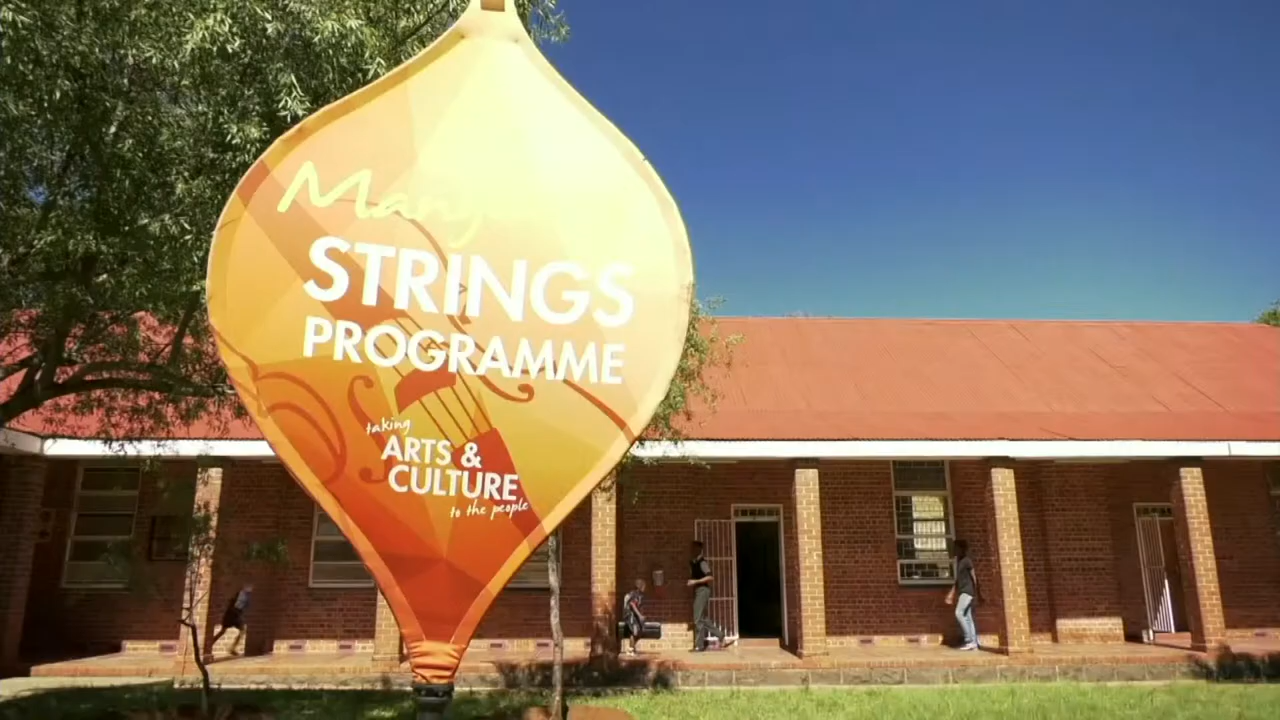 STRINGS
PROGRAMME
taking
ARTS &
CULTURE
to the people